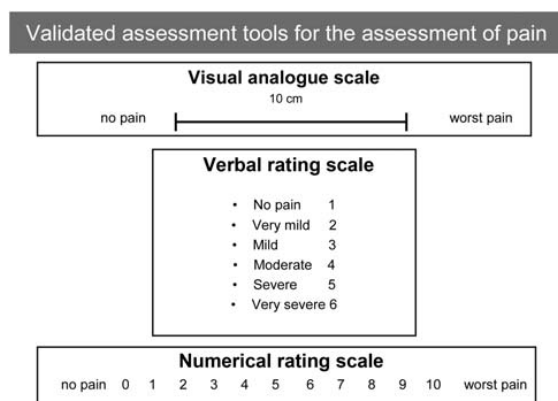 Validated assessment tools for the assessment of pain
Visual analogue scale
10 cm
no pain worst pain
Verbal rating scale
• No pain 1
• Very mild 2
• Mild 3
• Moderate 4
• Severe 5
• Very severe 6
Numerical rating scale
no pain 0 1 2 3 4 5 6 7 8 9 10 worst pain